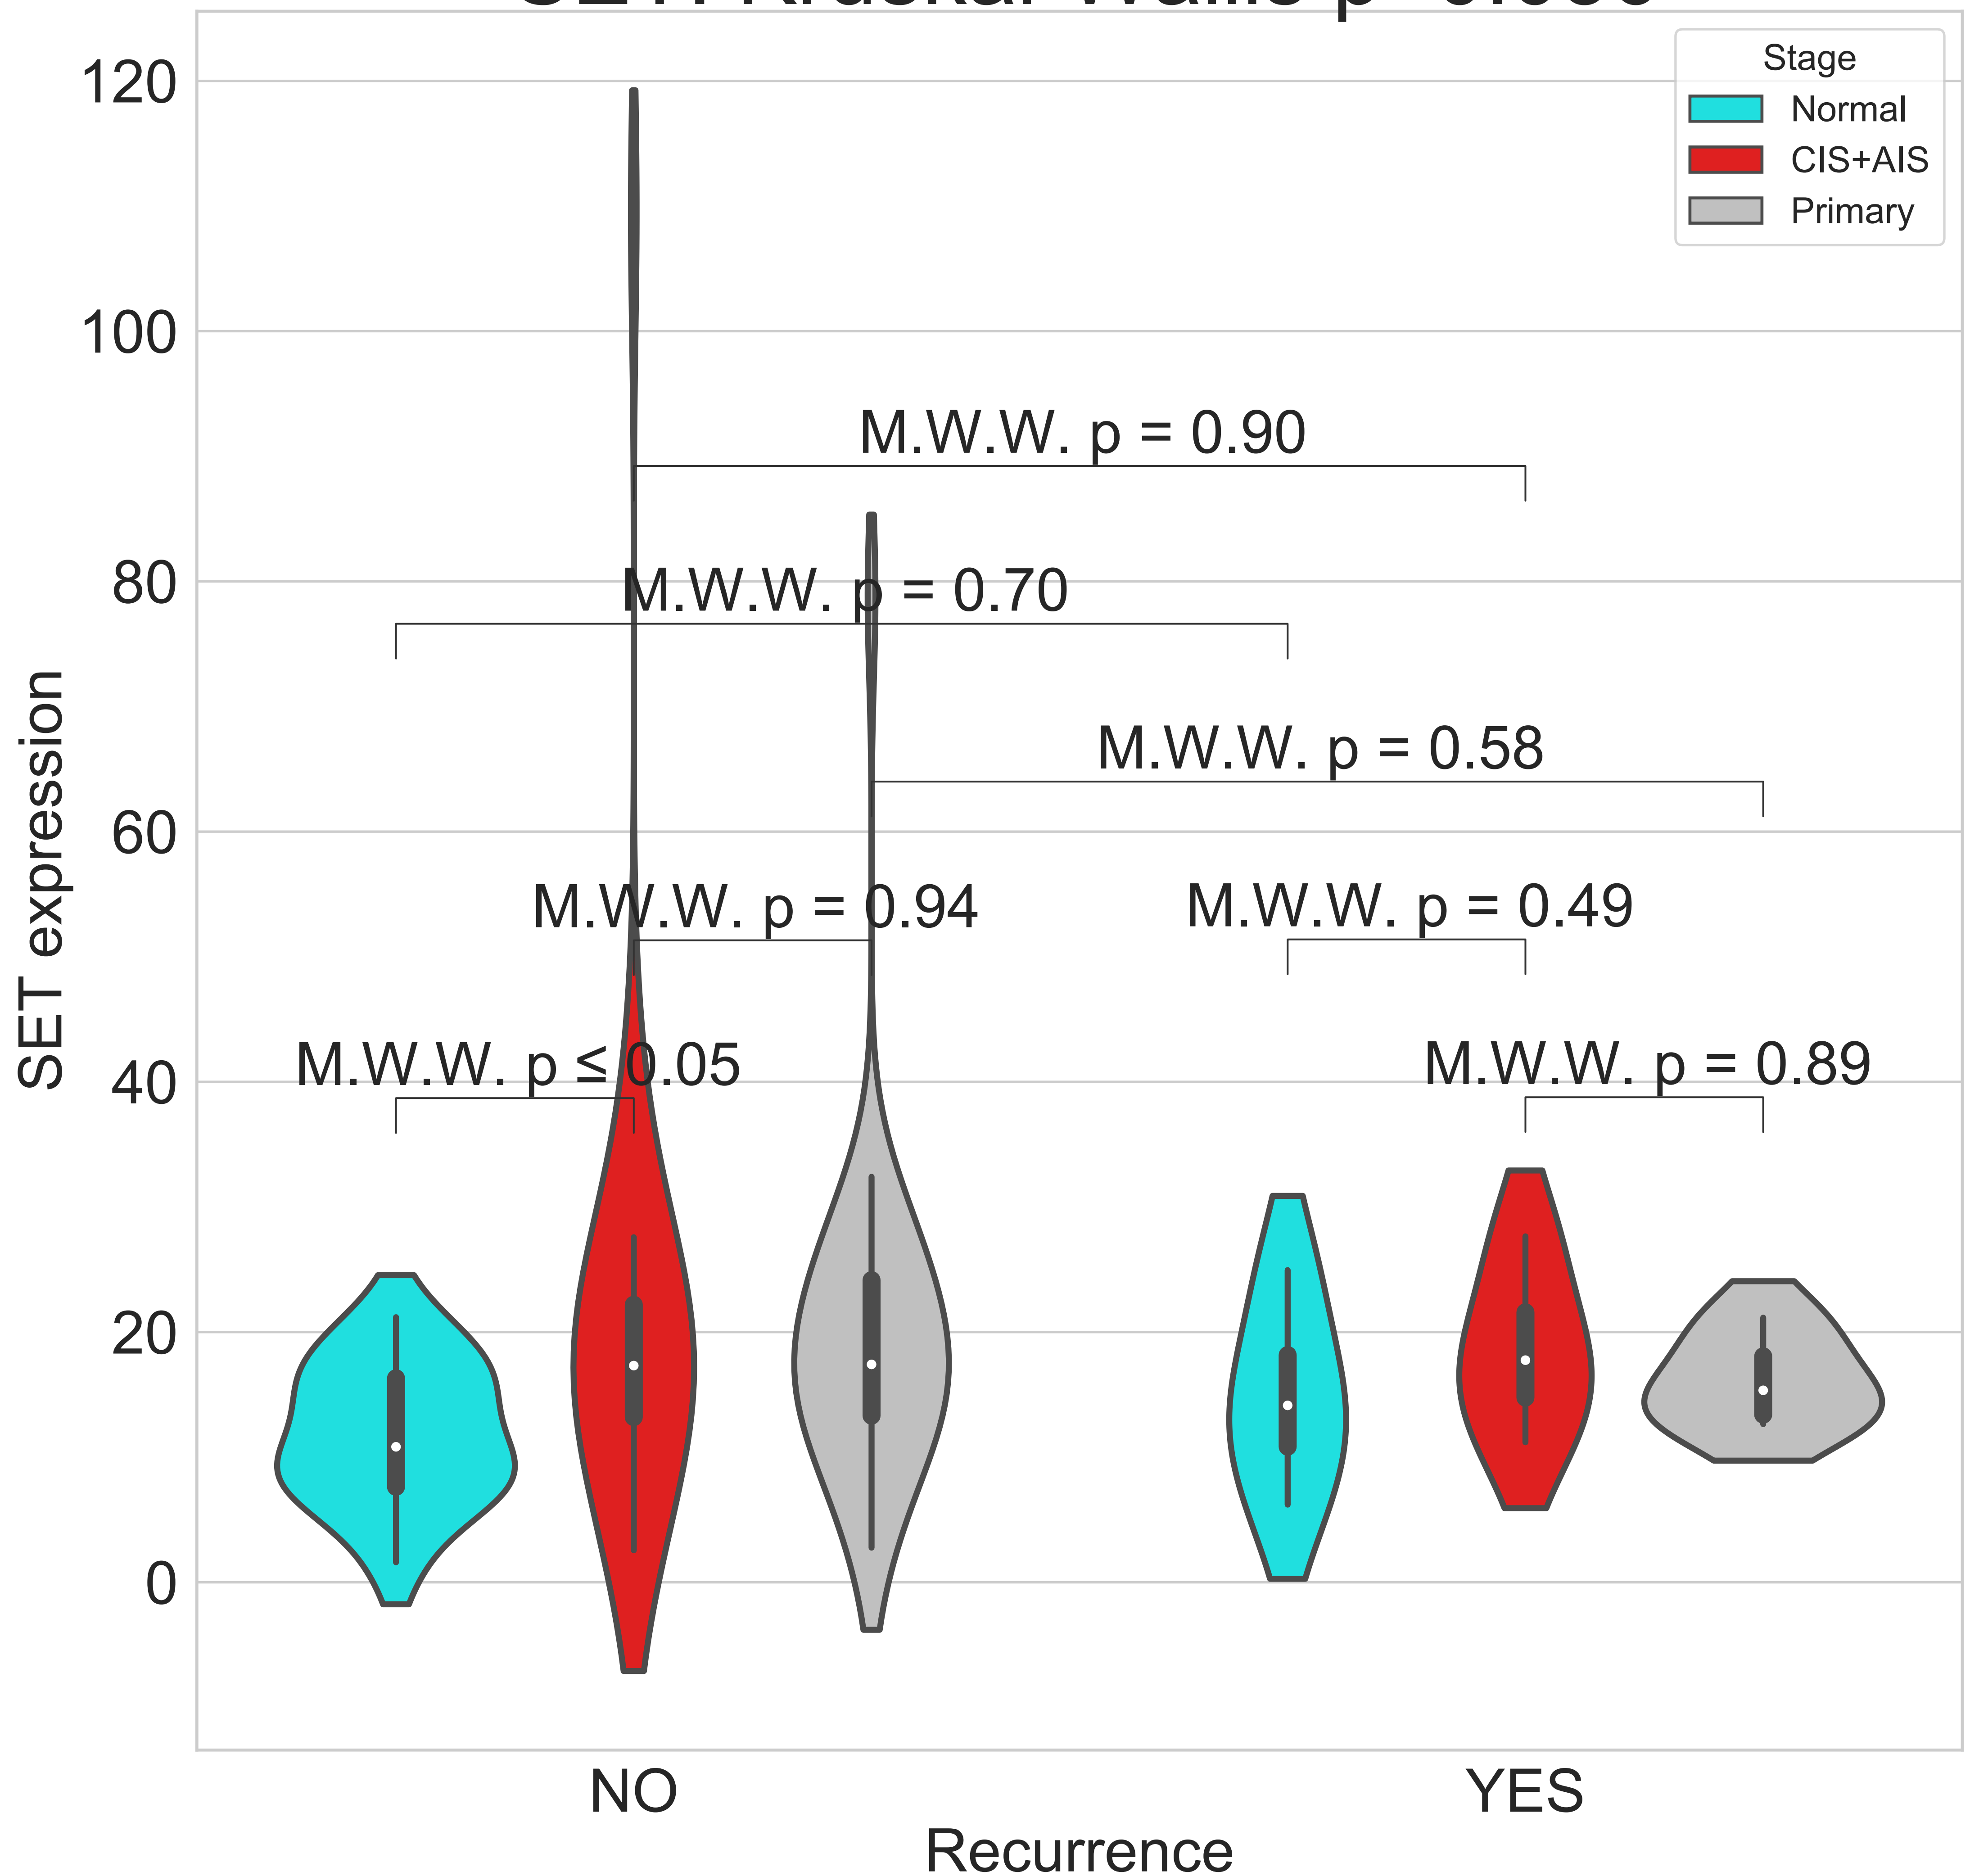 Stage
Normal
CIS+AIS
Primary
120
100
80
60
40
20
0
SET expression
M.W.W. p = 0.90
M.W.W. p = 0.70
M.W.W. p = 0.58
M.W.W. p = 0.94
M.W.W. p = 0.49
M.W.W. p ≤ 0.05
M.W.W. p = 0.89
NO
YES
Recurrence